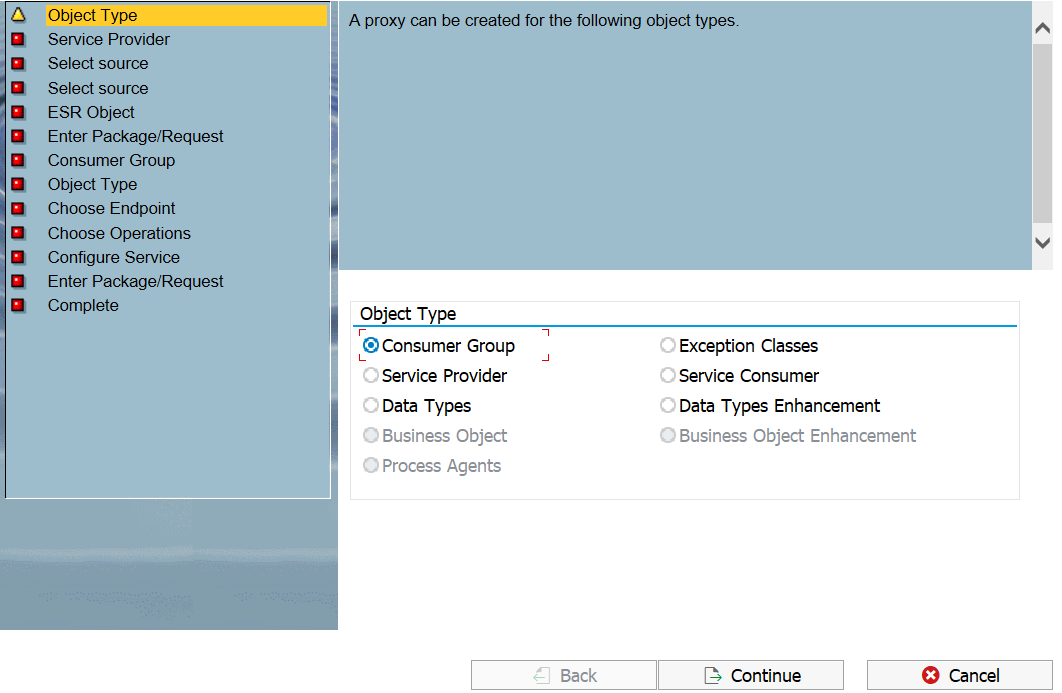 Object Type
Service Provider
Select source
Select source
ESR Object
Enter Package/Request
Consumer Group
Object Type
Choose Endpoint
Choose Operations
Configure Service
Enter Package/Request
Complete
A proxy can be created for the following object types.
Object Type
Consumer Group
Exception Classes
Service Provider
Service Consumer
Data Types
Data Types Enhancement
Business Object
Business Object Enhancement
Process Agents
Back
Continue
Cancel